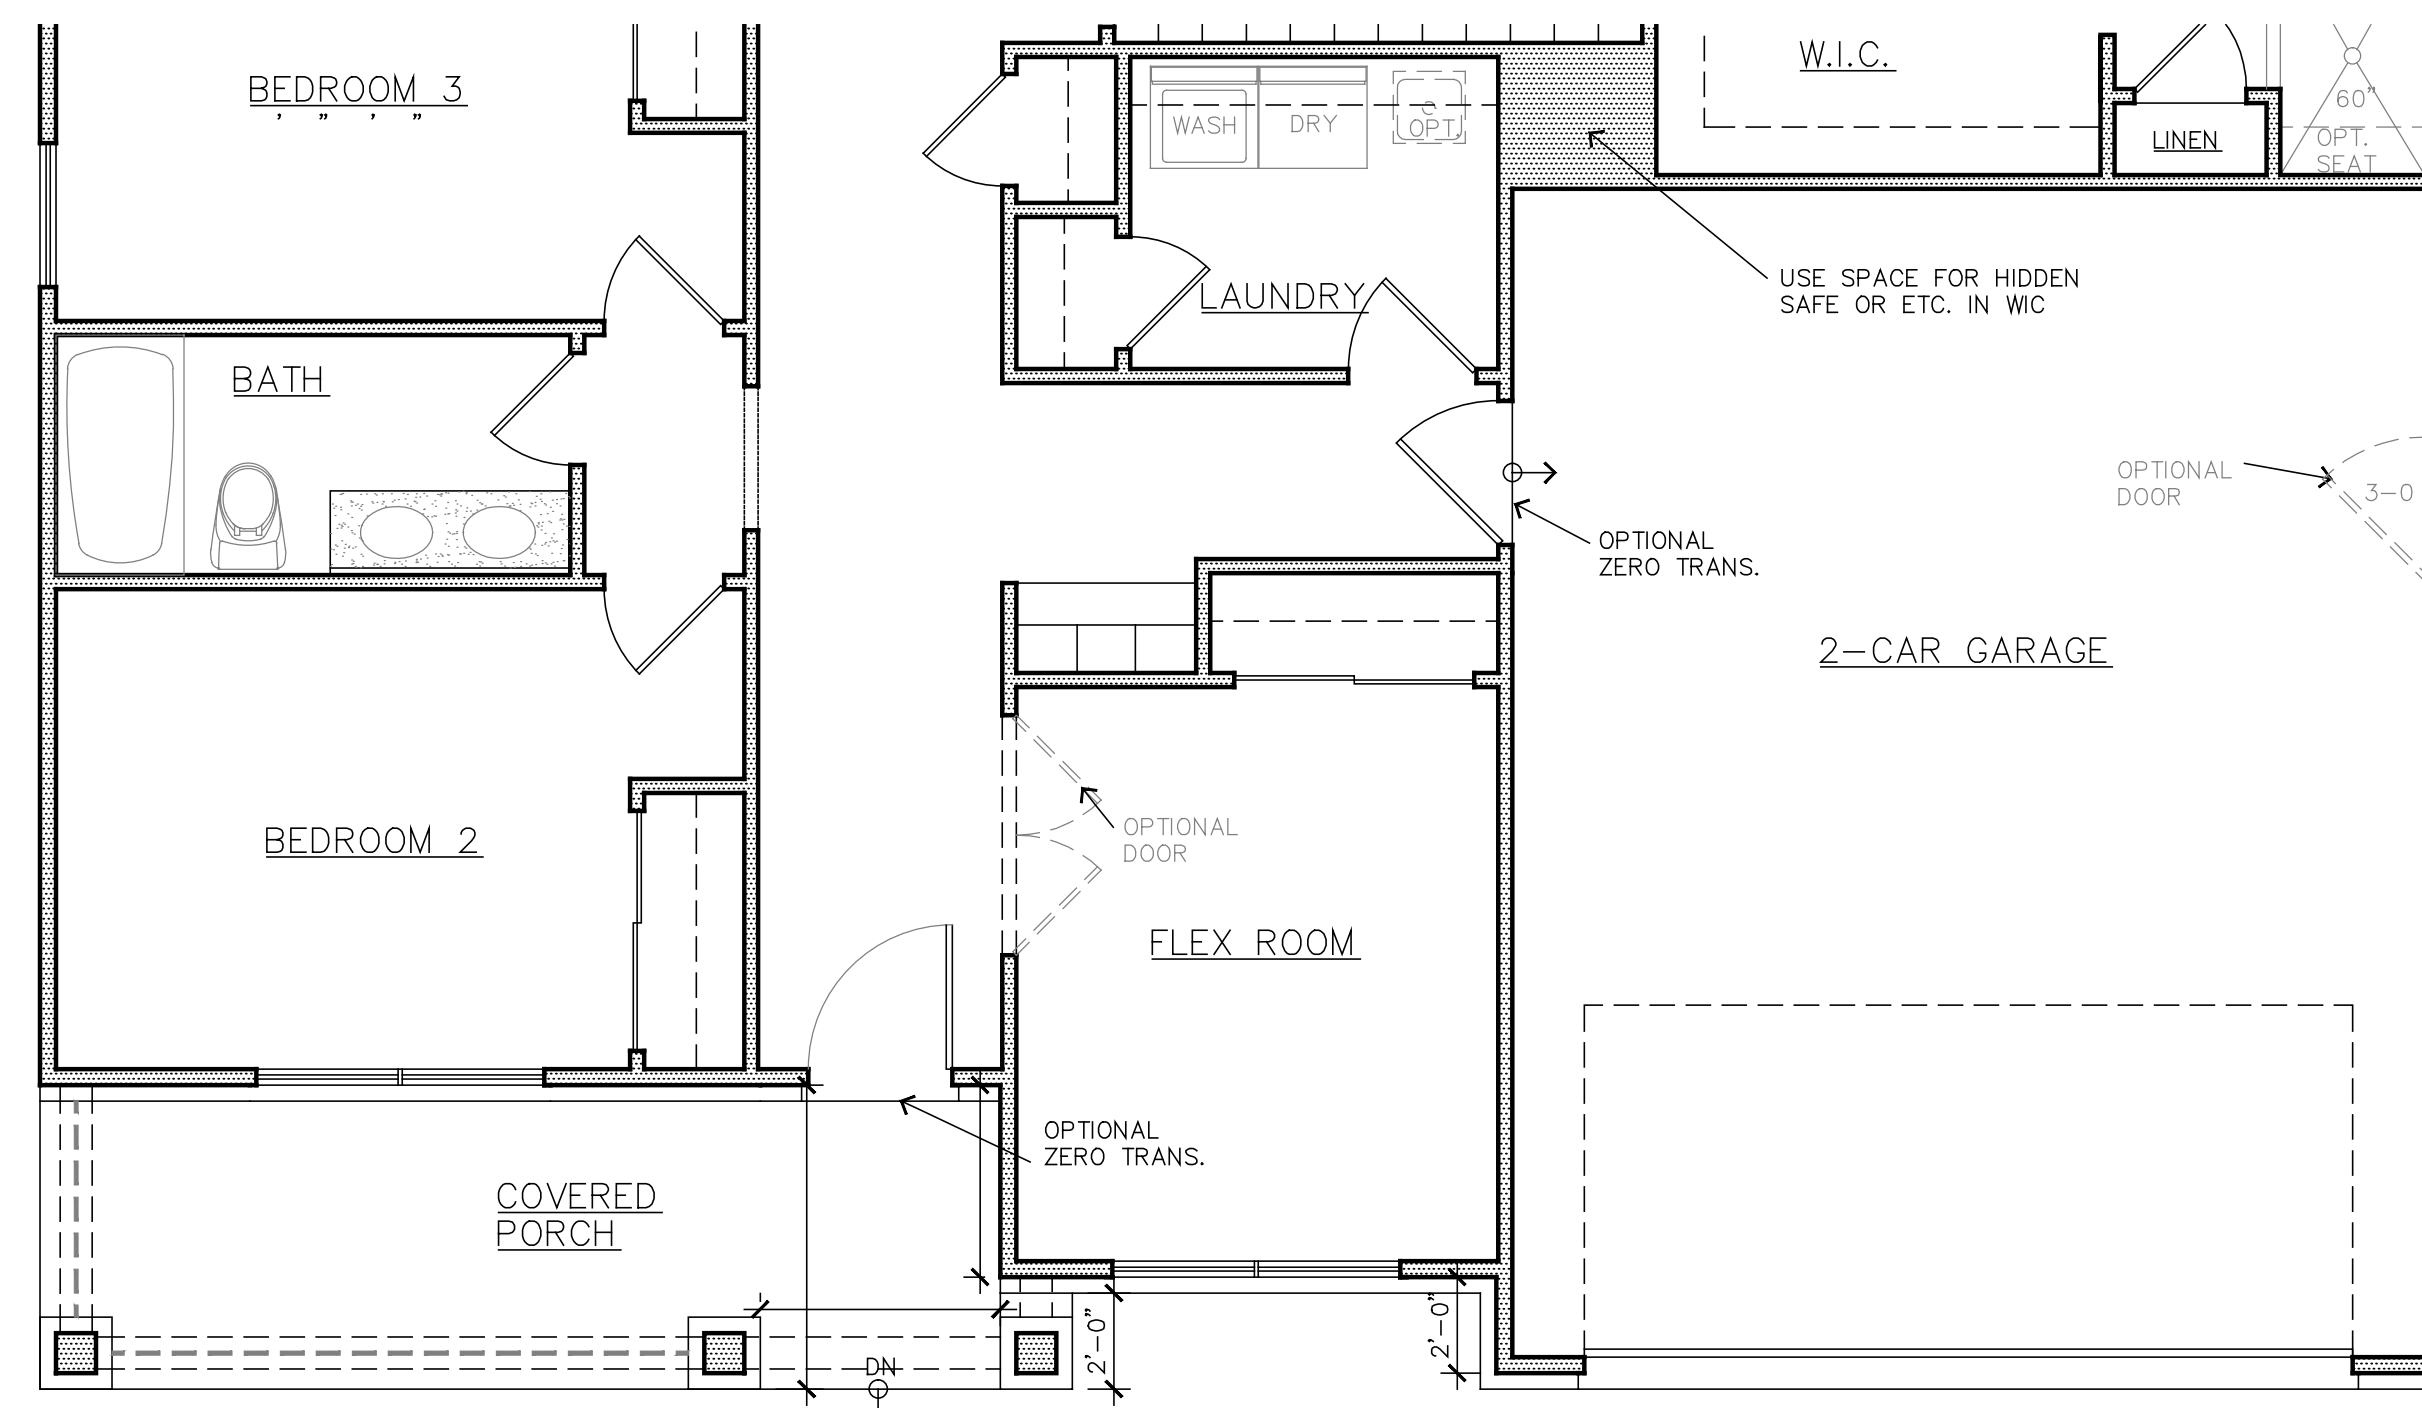 W.I.C.
BEDROOM 3
' " ' "
60"
WASH
DRY
OPT.
LINEN
OPT.
SEAT
USE SPACE FOR HIDDEN
SAFE OR ETC. IN WIC
LAUNDRY
BATH
OPTIONAL
DOOR
3-0
OPTIONAL
ZERO TRANS.
2-CAR GARAGE
BEDROOM 2
OPTIONAL
DOOR
FLEX ROOM
OPTIONAL
ZERO TRANS.
COVERED
PORCH
2'-0"
2'-0"
DN